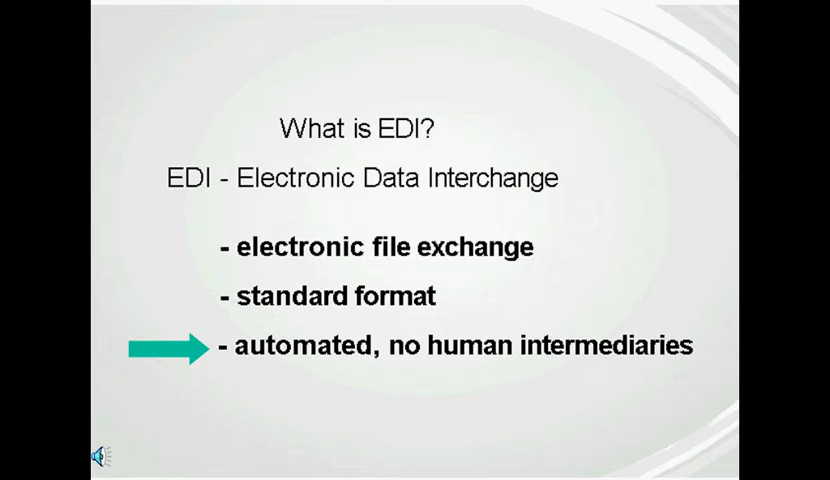 What is EDI?
EDI - Electronic Data Interchange
- electronic file exchange
- standard format
- automated, no human intermediaries